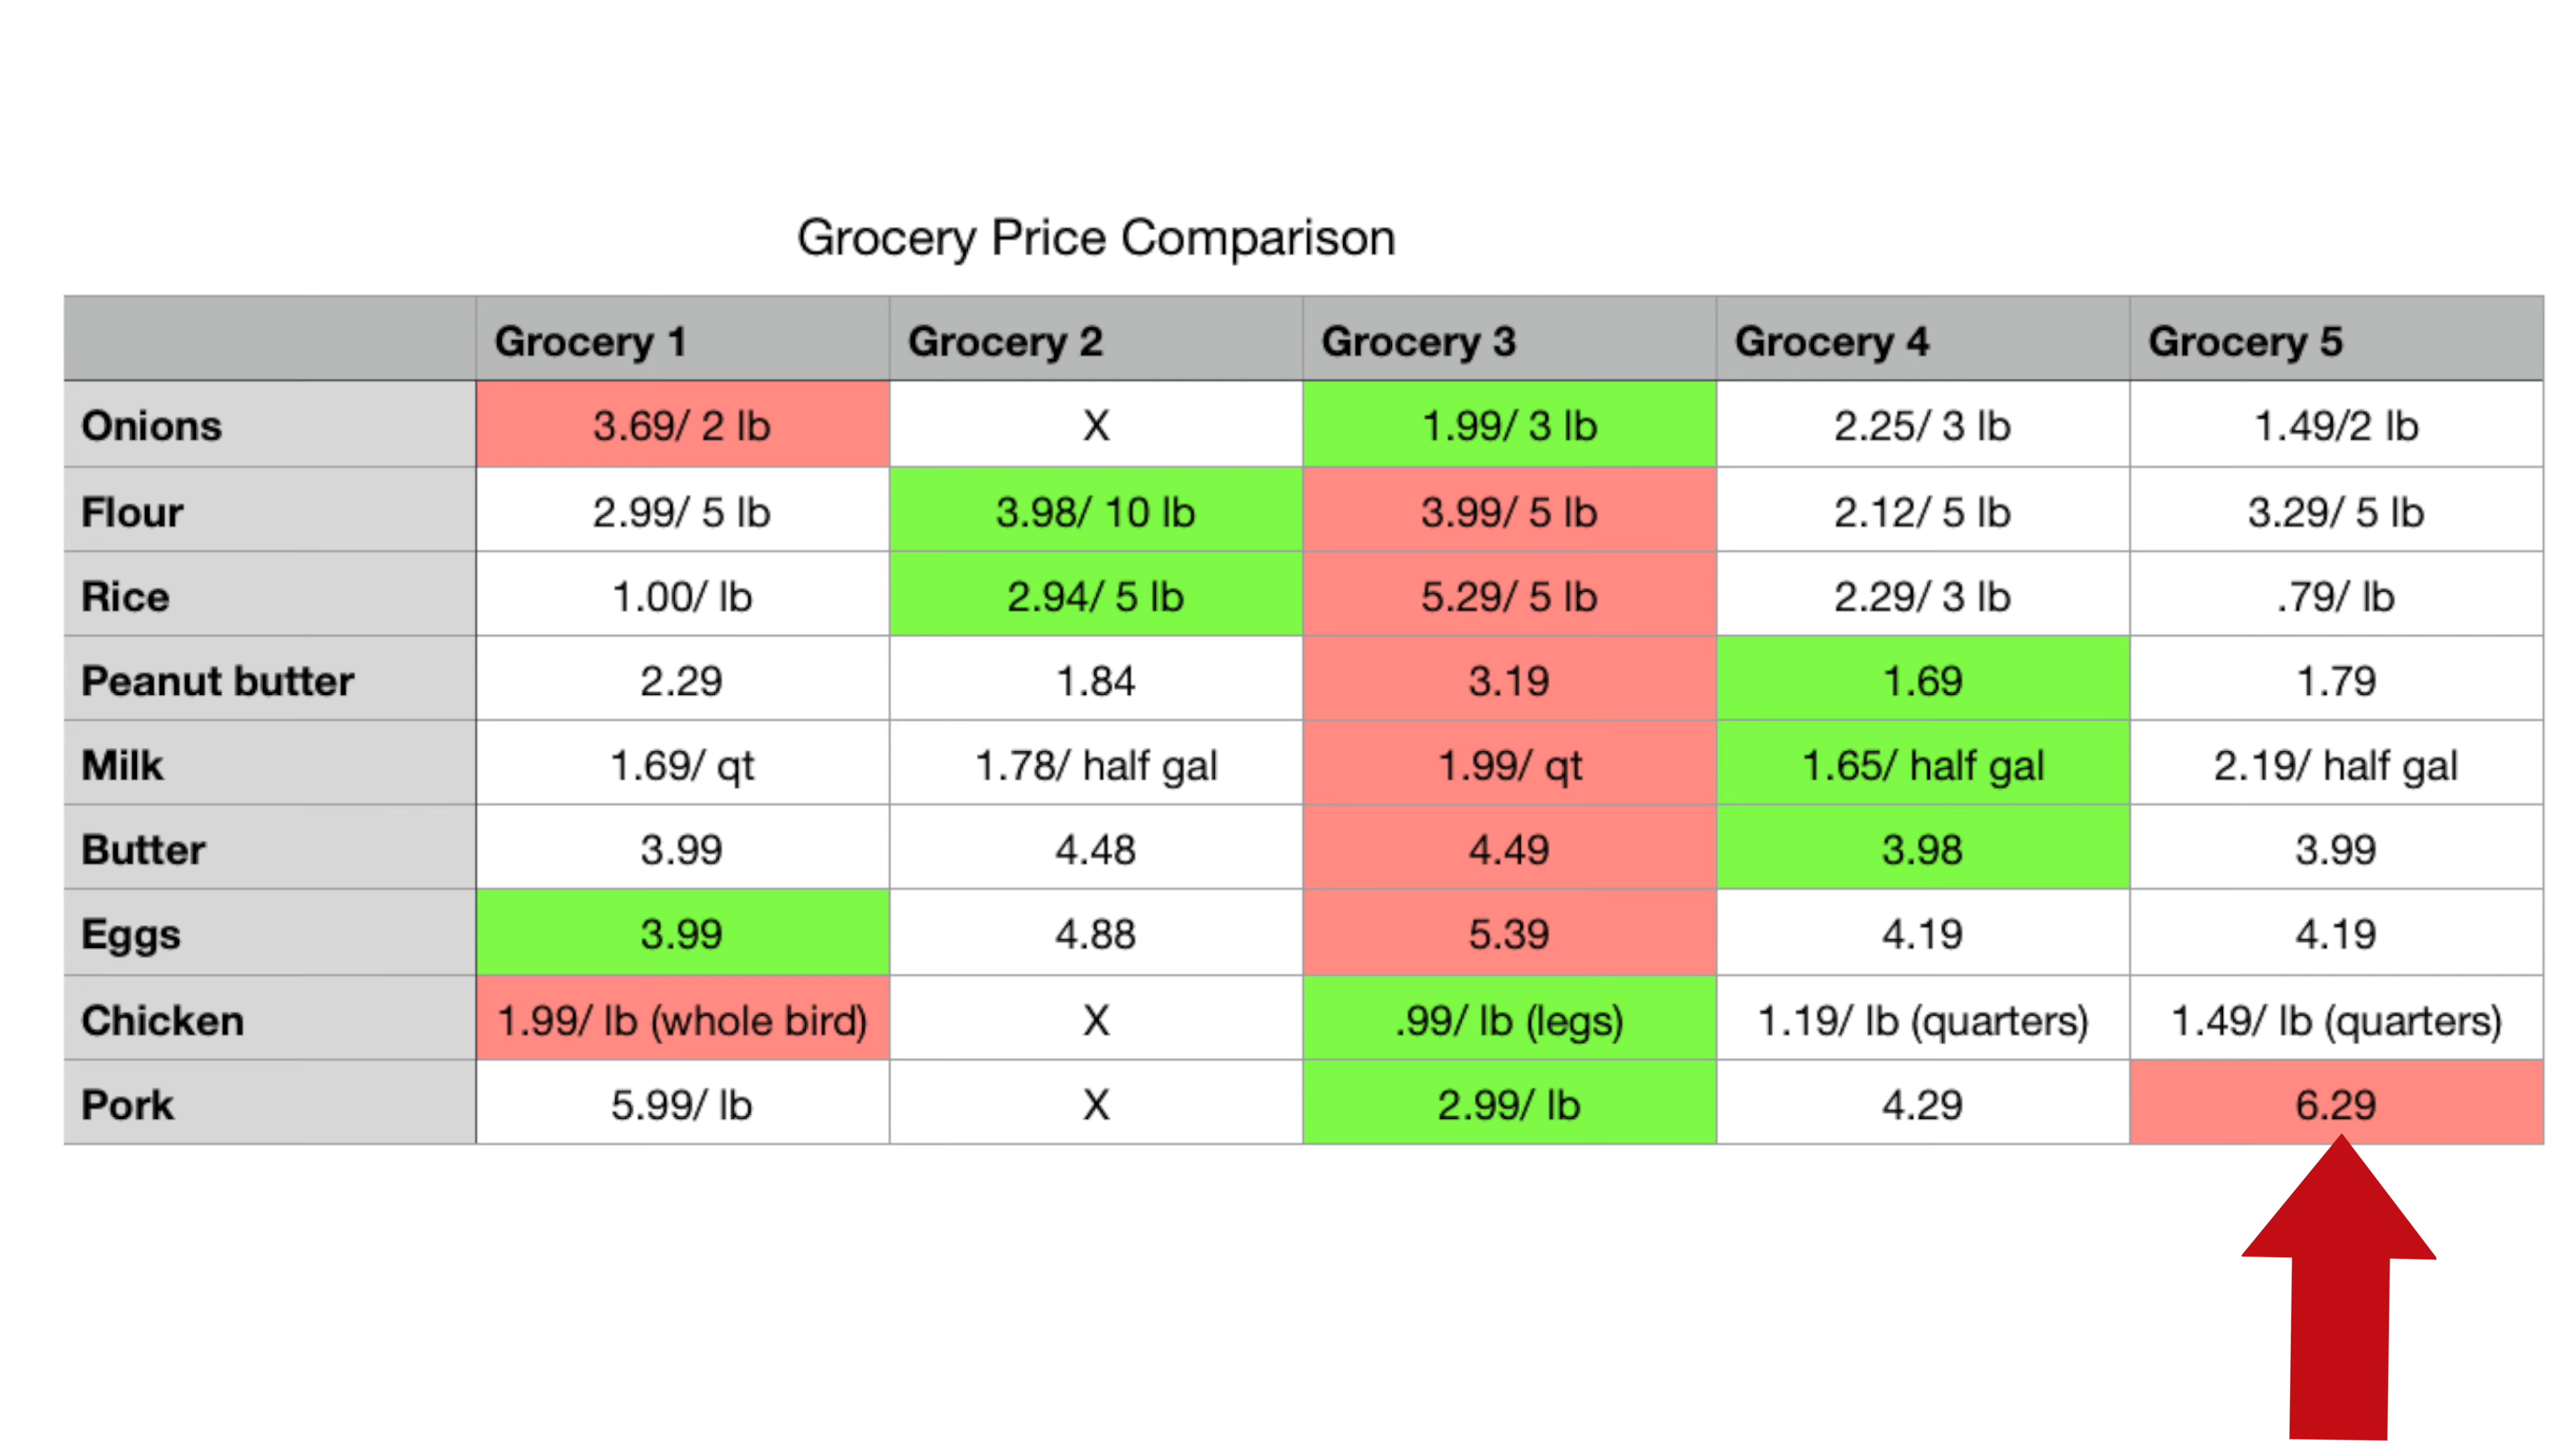 Grocery Price Comparison
Grocery 1 Grocery 2 Grocery 3 Grocery 4 Grocery 5
Onions 3.69/ 2 lb X 1.99/ 3 lb 2.25/ 3 lb 1.49/2 lb
Flour 2.99/ 5 lb 3.98/ 10 lb 3.99/ 5 lb 2.12/ 5 lb 3.29/ 5 lb
Rice 1.00/ lb 2.94/ 5 lb 5.29/ 5 lb 2.29/ 3 lb .79/ lb
Peanut butter 2.29 1.84 3.19 1.69 1.79
Milk 1.69/ qt 1.78/ half gal 1.99/ qt 1.65/ half gal 2.19/ half gal
Butter 3.99 4.48 4.49 3.98 3.99
Eggs 3.99 4.88 5.39 4.19 4.19
Chicken 1.99/ lb (whole bird) X .99/ lb (legs) 1.19/ lb (quarters) 1.49/ lb (quarters)
Pork 5.99/ lb X 2.99/ lb 4.29 6.29